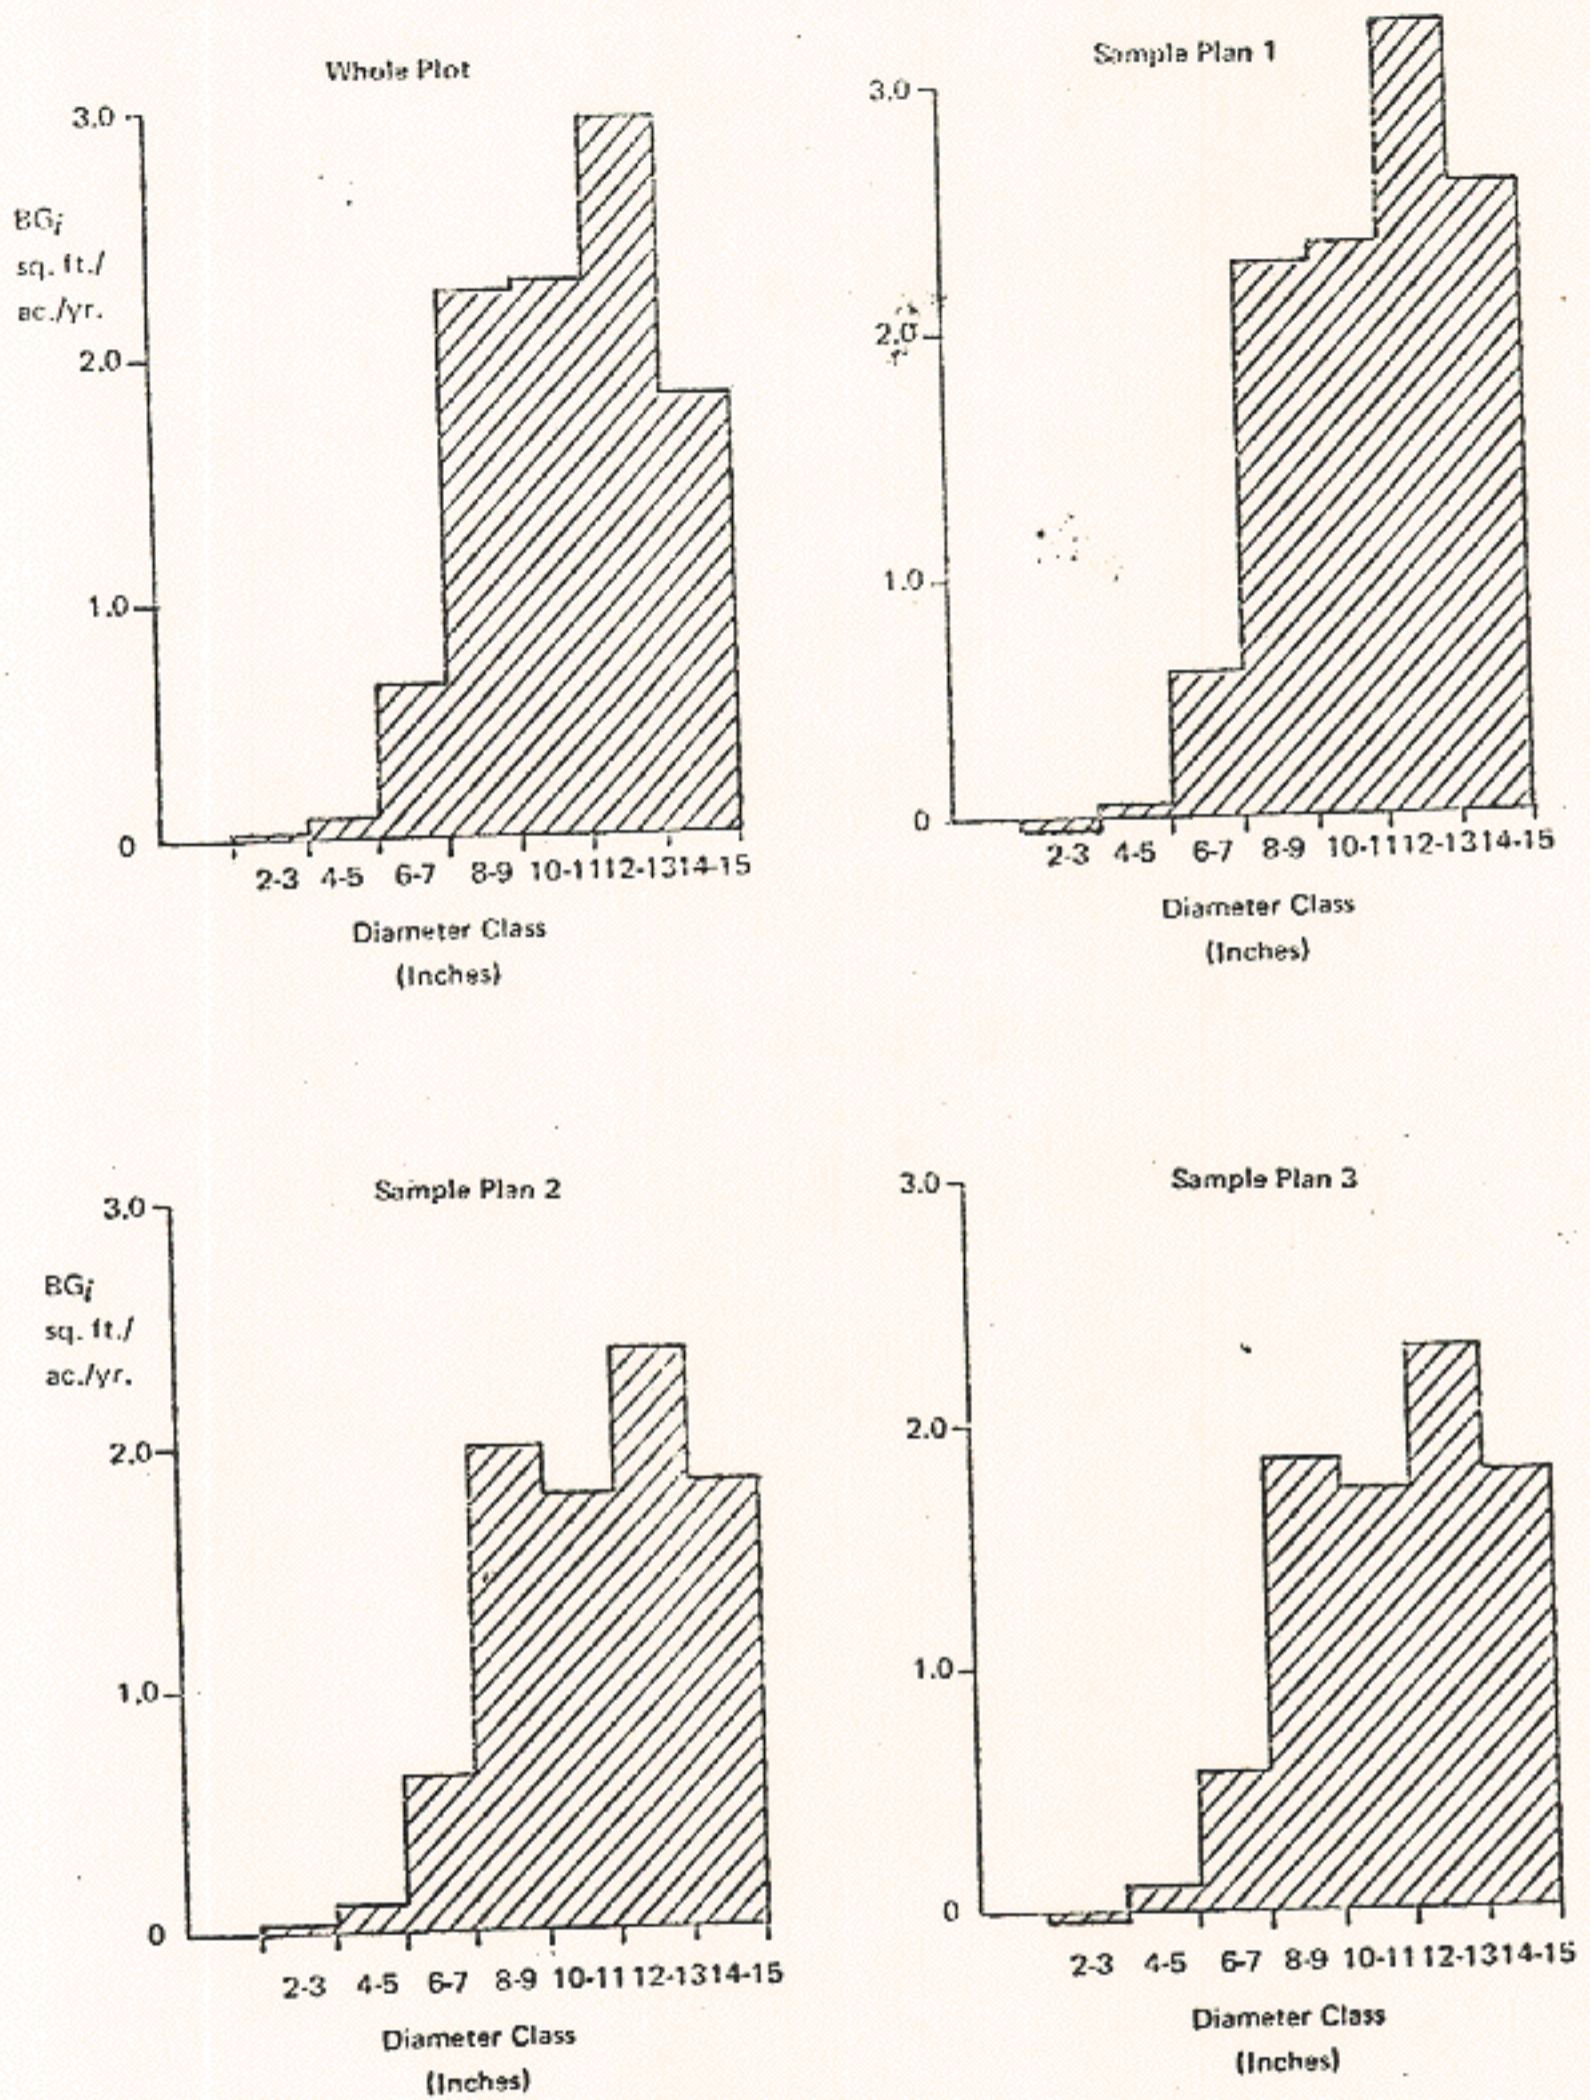 Whole Plot
3.0
BGi
sq. ft./
ac./yr.
2.0
1.0
0
2-3 4-5 6-7 8-9 10-11 12-13 14-15
Diameter Class
(Inches)
Sample Plan 1
3.0
2.0
1.0
0
2-3 4-5 6-7 8-9 10-11 12-13 14-15
Diameter Class
(Inches)
Sample Plan 2
3.0
BGi
sq. ft./
ac./yr.
2.0
1.0
0
2-3 4-5 6-7 8-9 10-11 12-13 14-15
Diameter Class
(Inches)
Sample Plan 3
3.0
2.0
1.0
0
2-3 4-5 6-7 8-9 10-11 12-13 14-15
Diameter Class
(Inches)